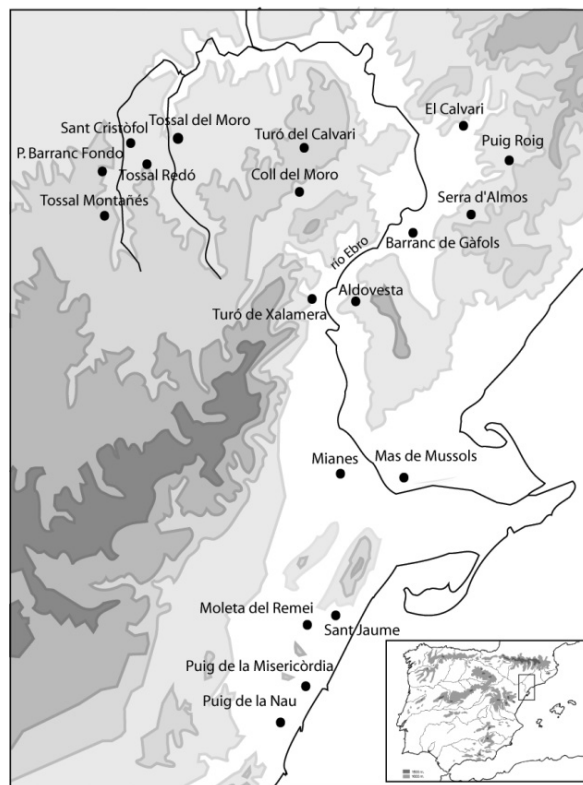 El Calvari
Tossal del Moro
Sant Cristòfol
Turó del Calvari
Puig Roig
P. Barranc Fondo
Tossal Redó
Coll del Moro
Serra d'Almos
Tossal Montañés
Barranc de Gàfols
río Ebro
Aldovesta
Turó de Xalamera
Mianes
Mas de Mussols
Moleta del Remei
Sant Jaume
Puig de la Misericòrdia
Puig de la Nau